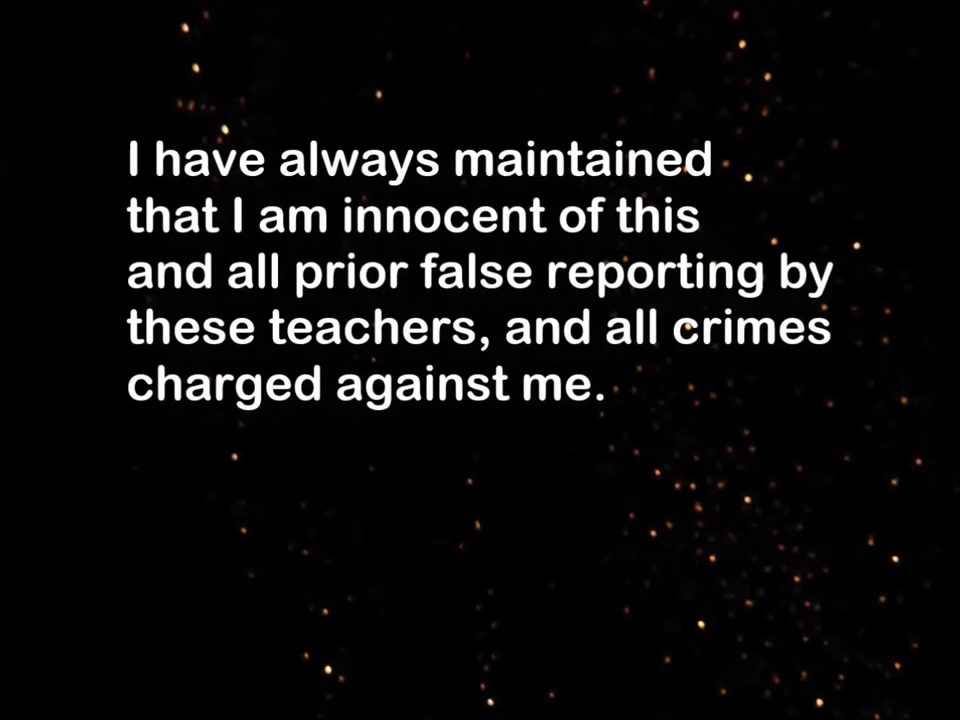 I have always maintained
that I am innocent of this
and all prior false reporting by
these teachers, and all crimes
charged against me.